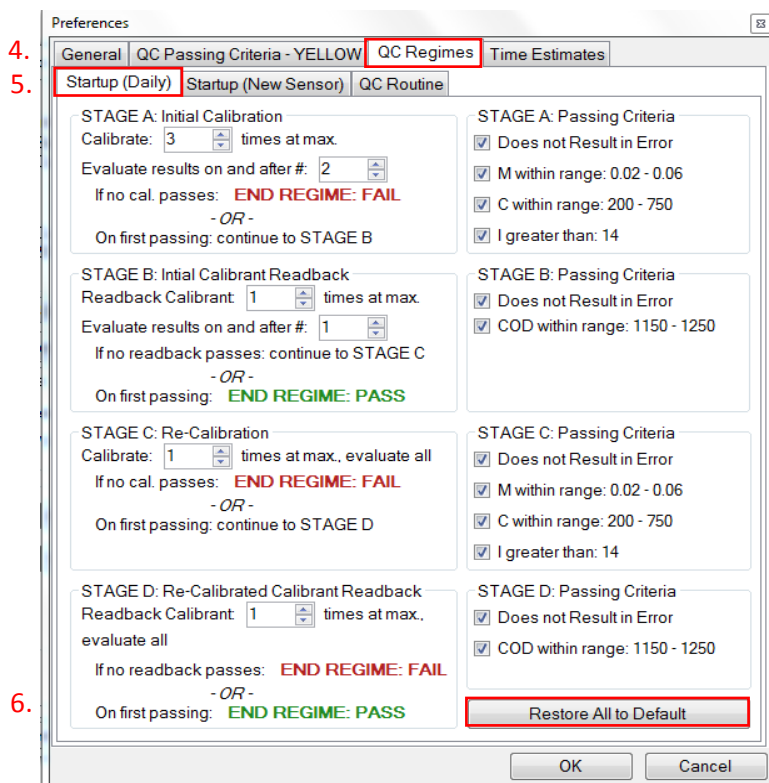 Preferences
4.
General QC Passing Criteria - YELLOW QC Regimes Time Estimates
5.
Startup (Daily) Startup (New Sensor) QC Routine
STAGE A: Initial Calibration
Calibrate: 3 times at max.
Evaluate results on and after #: 2
If no cal. passes: END REGIME: FAIL
- OR -
On first passing: continue to STAGE B
STAGE A: Passing Criteria
Does not Result in Error
M within range: 0.02 - 0.06
C within range: 200 - 750
I greater than: 14
STAGE B: Intial Calibrant Readback
Readback Calibrant: 1 times at max.
Evaluate results on and after #: 1
If no readback passes: continue to STAGE C
- OR -
On first passing: END REGIME: PASS
STAGE B: Passing Criteria
Does not Result in Error
COD within range: 1150 - 1250
STAGE C: Re-Calibration
Calibrate: 1 times at max., evaluate all
If no cal. passes: END REGIME: FAIL
- OR -
On first passing: continue to STAGE D
STAGE C: Passing Criteria
Does not Result in Error
M within range: 0.02 - 0.06
C within range: 200 - 750
I greater than: 14
STAGE D: Re-Calibrated Calibrant Readback
Readback Calibrant: 1 times at max.,
evaluate all
If no readback passes: END REGIME: FAIL
- OR -
On first passing: END REGIME: PASS
STAGE D: Passing Criteria
Does not Result in Error
COD within range: 1150 - 1250
6.
Restore All to Default
OK Cancel